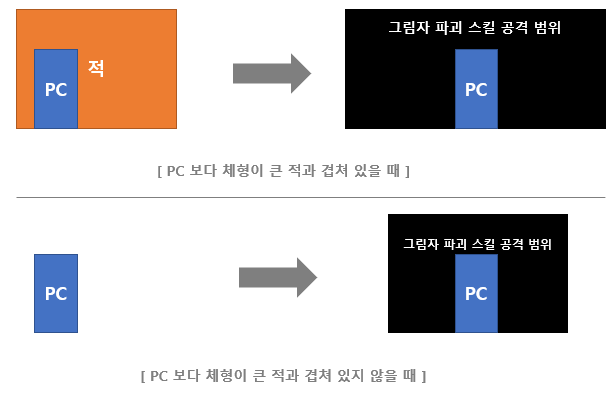 그림자 파괴 스킬 공격 범위
적
PC
PC
[ PC 보다 체형이 큰 적과 겹쳐 있을 때 ]
그림자 파괴 스킬 공격 범위
PC
PC
[ PC 보다 체형이 큰 적과 겹쳐 있지 않을 때 ]